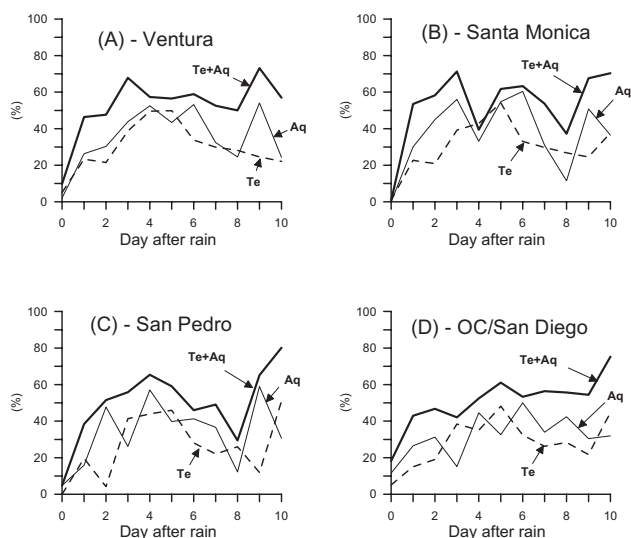 (A) - Ventura
100
80
60
40
20
0
(%)
Te+Aq
Aq
Te
0 2 4 6 8 10
Day after rain
(B) - Santa Monica
100
80
60
40
20
0
(%)
Te+Aq
Aq
Te
0 2 4 6 8 10
Day after rain
(C) - San Pedro
100
80
60
40
20
0
(%)
Te+Aq
Aq
Te
0 2 4 6 8 10
Day after rain
(D) - OC/San Diego
100
80
60
40
20
0
(%)
Te+Aq
Aq
Te
0 2 4 6 8 10
Day after rain